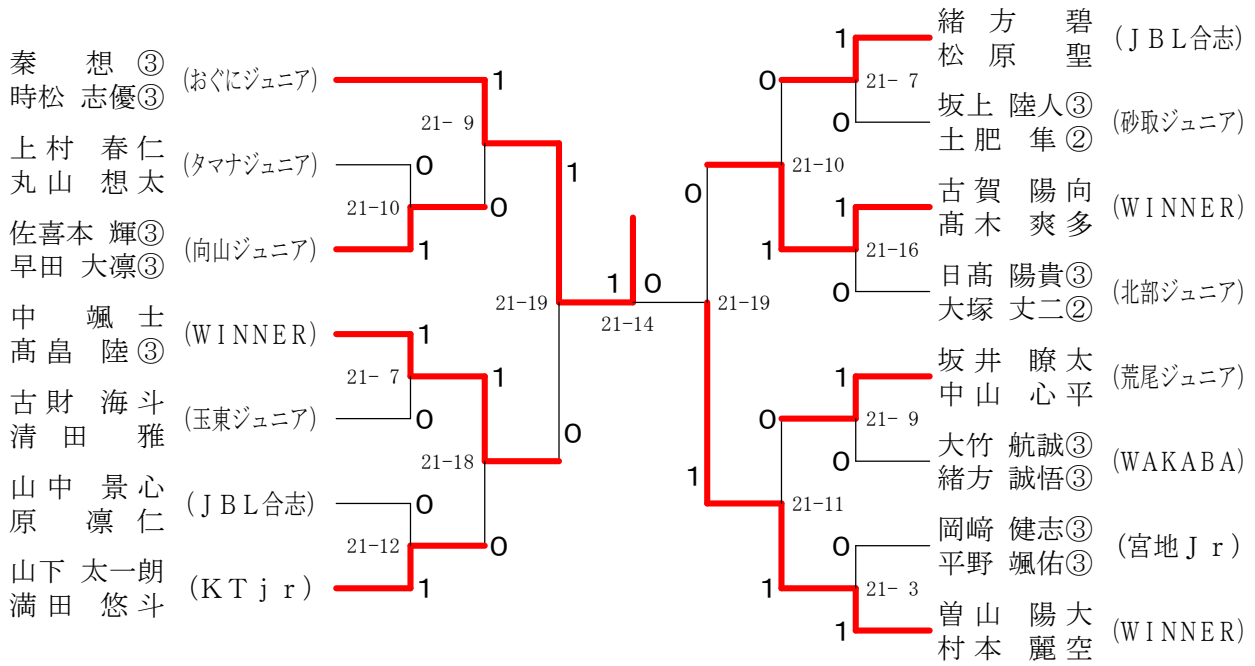 秦 想 ③
時松 志優③
(おぐにジュニア)
1
21- 9
上村 春仁
丸山 想太
(タマナジュニア)
0
21-10
0
佐喜本 輝③
早田 大凛③
(向山ジュニア)
1
1
21-19
中 颯士
髙畠 陸③
(WINNER)
1
21- 7
1
古財 海斗
清田 雅
(玉東ジュニア)
0
0
21-18
山中 景心
原 凛仁
(JBL合志)
0
21-12
0
山下 太一朗
満田 悠斗
(KTjr)
1
1 0
21-14
緒方 碧
松原 聖
(JBL合志)
1
21- 7
0
坂上 陸人③
土肥 隼②
(砂取ジュニア)
0
21-10
0
古賀 陽向
髙木 爽多
(WINNER)
1
21-16
1
日髙 陽貴③
大塚 丈二②
(北部ジュニア)
0
21-19
坂井 瞭太
中山 心平
(荒尾ジュニア)
1
21- 9
0
大竹 航誠③
緒方 誠悟③
(WAKABA)
0
1
21-11
岡﨑 健志③
平野 颯佑③
(宮地Jr)
0
21- 3
1
曽山 陽大
村本 麗空
(WINNER)
1